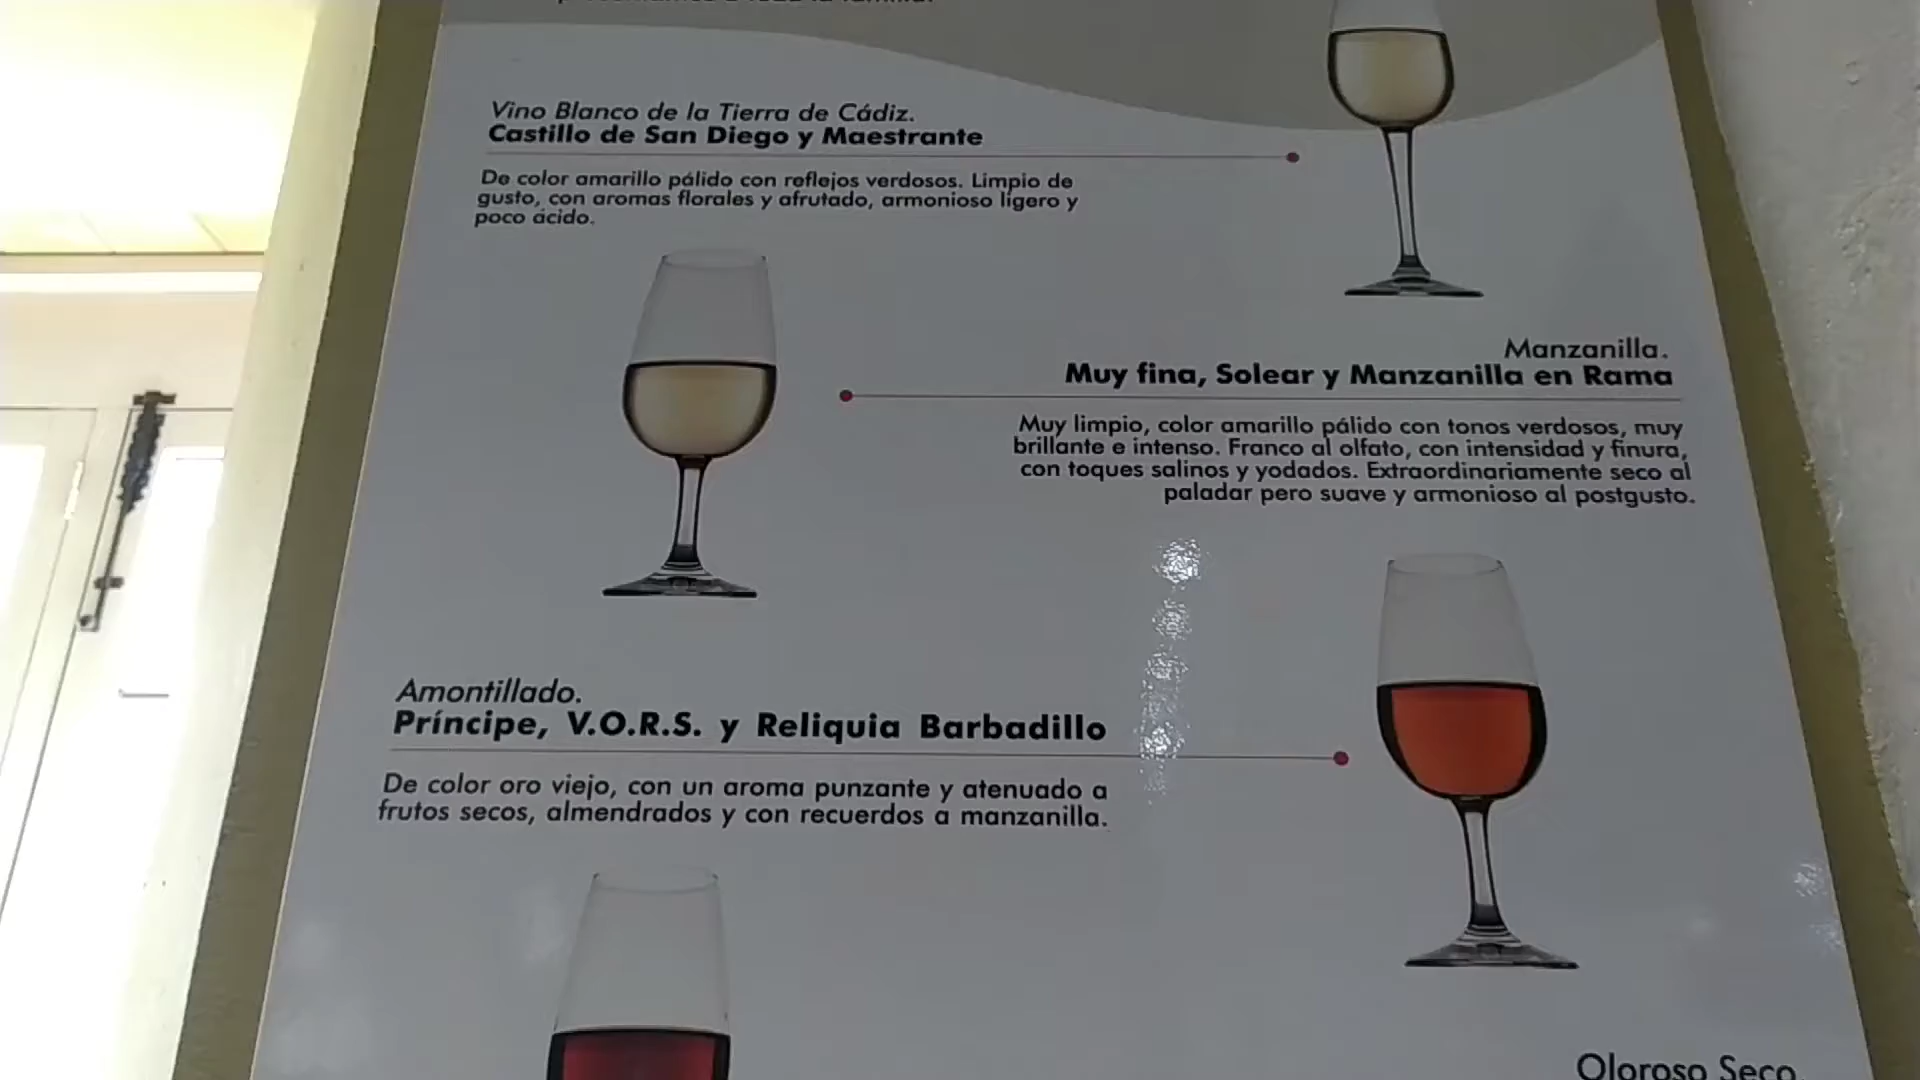 Vino Blanco de la Tierra de Cádiz.
Castillo de San Diego y Maestrante
De color amarillo pálido con reflejos verdosos. Limpio de
gusto, con aromas florales y afrutado, armonioso ligero y
poco ácido.
Manzanilla.
Muy fina, Solear y Manzanilla en Rama
Muy limpio, color amarillo pálido con tonos verdosos, muy
brillante e intenso. Franco al olfato, con intensidad y finura,
con toques salinos y yodados. Extraordinariamente seco al
paladar pero suave y armonioso al postgusto.
Amontillado.
Príncipe, V.O.R.S. y Reliquia Barbadillo
De color oro viejo, con un aroma punzante y atenuado a
frutos secos, almendrados y con recuerdos a manzanilla.
Oloroso Seco.